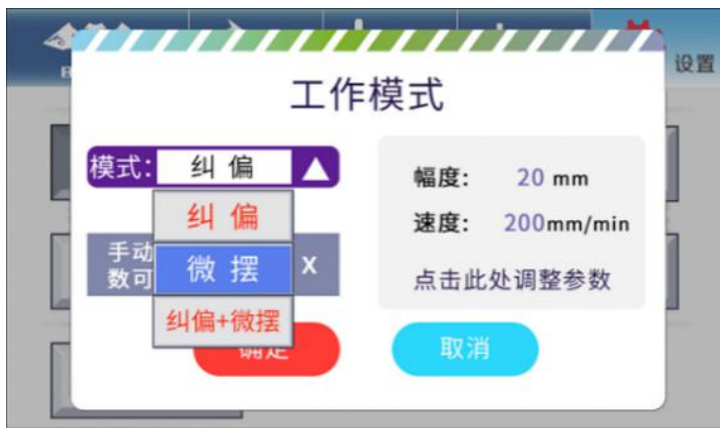 设置
工作模式
模式: 纠偏
纠偏
微摆
纠偏+微摆
手动
数可
X
幅度: 20 mm
速度: 200mm/min
点击此处调整参数
确定
取消